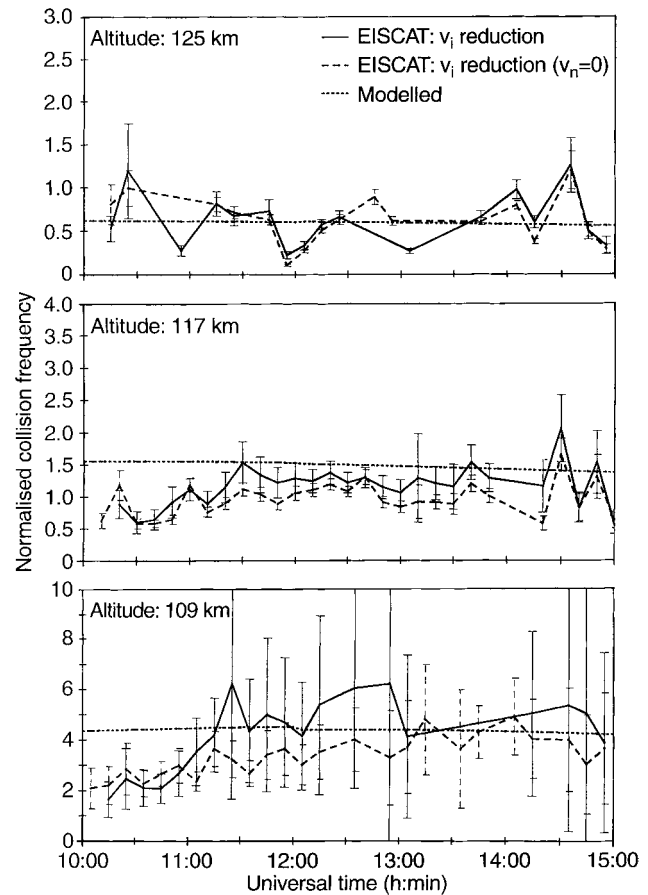 Normalised collision frequency
Altitude: 125 km
EISCAT: vi reduction
EISCAT: vi reduction (vn=0)
Modelled
3.0
2.5
2.0
1.5
1.0
0.5
0
Altitude: 117 km
4.0
3.5
3.0
2.5
2.0
1.5
1.0
0.5
0
Altitude: 109 km
10
8
6
4
2
0
10:00 11:00 12:00 13:00 14:00 15:00
Universal time (h:min)